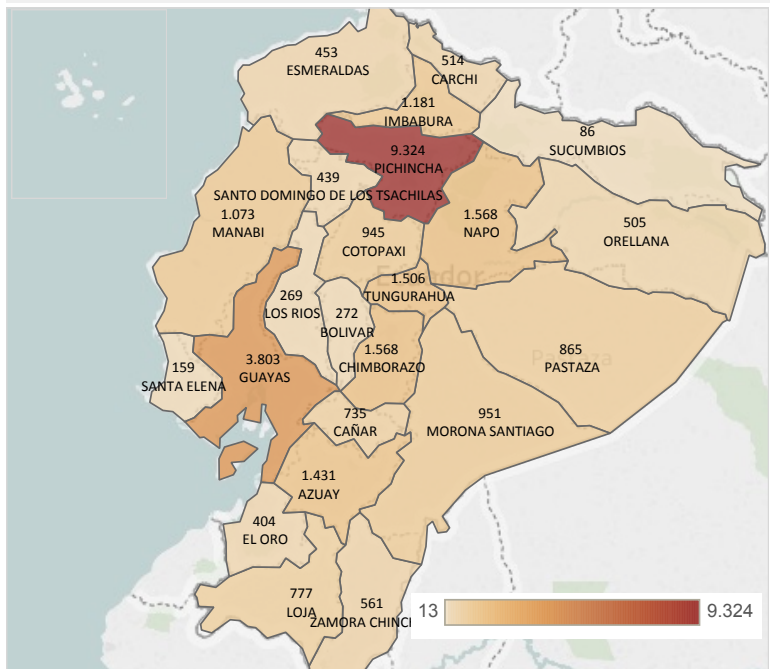 453
ESMERALDAS
514
CARCHI
1.181
IMBABURA
86
SUCUMBIOS
9.324
PICHINCHA
439
SANTO DOMINGO DE LOS TSACHILAS
1.073
MANABI
1.568
NAPO
505
ORELLANA
945
COTOPAXI
Ecuador
1.506
TUNGURAHUA
269
LOS RIOS
272
BOLIVAR
1.568
CHIMBORAZO
865
PASTAZA
Pastaza
159
SANTA ELENA
3.803
GUAYAS
735
CAÑAR
951
MORONA SANTIAGO
1.431
AZUAY
404
EL ORO
777
LOJA
561
ZAMORA CHINCI
13
9.324